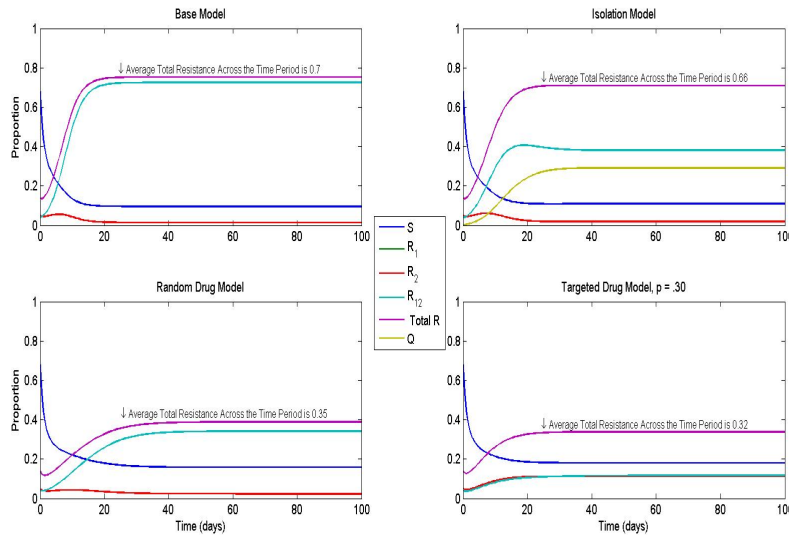 Base Model
1
0.8
0.6
0.4
0.2
0
0
20
40
60
80
100
Proportion
↓ Average Total Resistance Across the Time Period is 0.7
Isolation Model
1
0.8
0.6
0.4
0.2
0
0
20
40
60
80
100
↓ Average Total Resistance Across the Time Period is 0.66
S
R1
R2
R12
Total R
Q
Random Drug Model
1
0.8
0.6
0.4
0.2
0
0
20
40
60
80
100
Proportion
Time (days)
↓ Average Total Resistance Across the Time Period is 0.35
Targeted Drug Model, p = .30
1
0.8
0.6
0.4
0.2
0
0
20
40
60
80
100
Time (days)
↓ Average Total Resistance Across the Time Period is 0.32